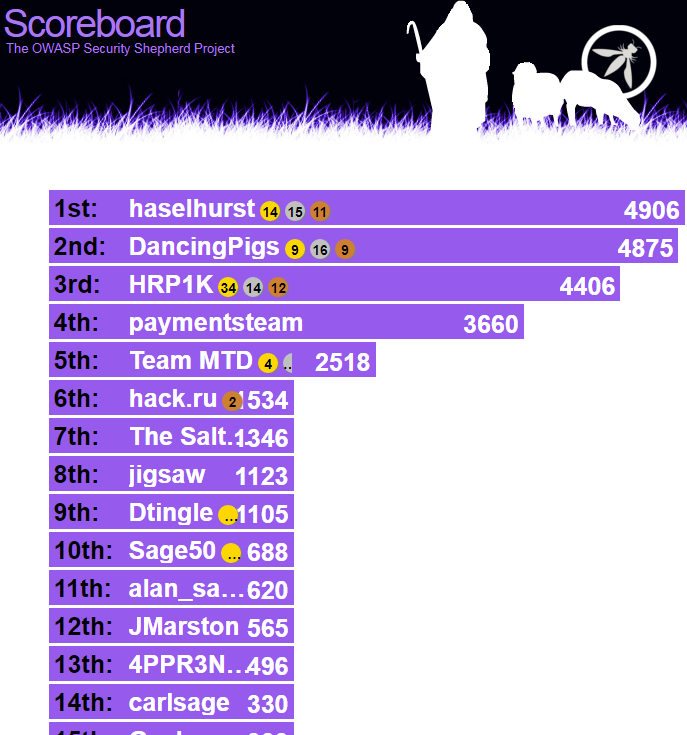 Scoreboard
The OWASP Security Shepherd Project
1st: haselhurst 14 15 11 4906
2nd: DancingPigs 9 16 9 4875
3rd: HRP1K 34 14 12 4406
4th: paymentsteam 3660
5th: Team MTD 4 .. 2518
6th: hack.ru 2 1534
7th: The Salt... 1346
8th: jigsaw 1123
9th: Dtingle ... 1105
10th: Sage50 ... 688
11th: alan_sa... 620
12th: JMarston 565
13th: 4PPR3N... 496
14th: carlsage 330